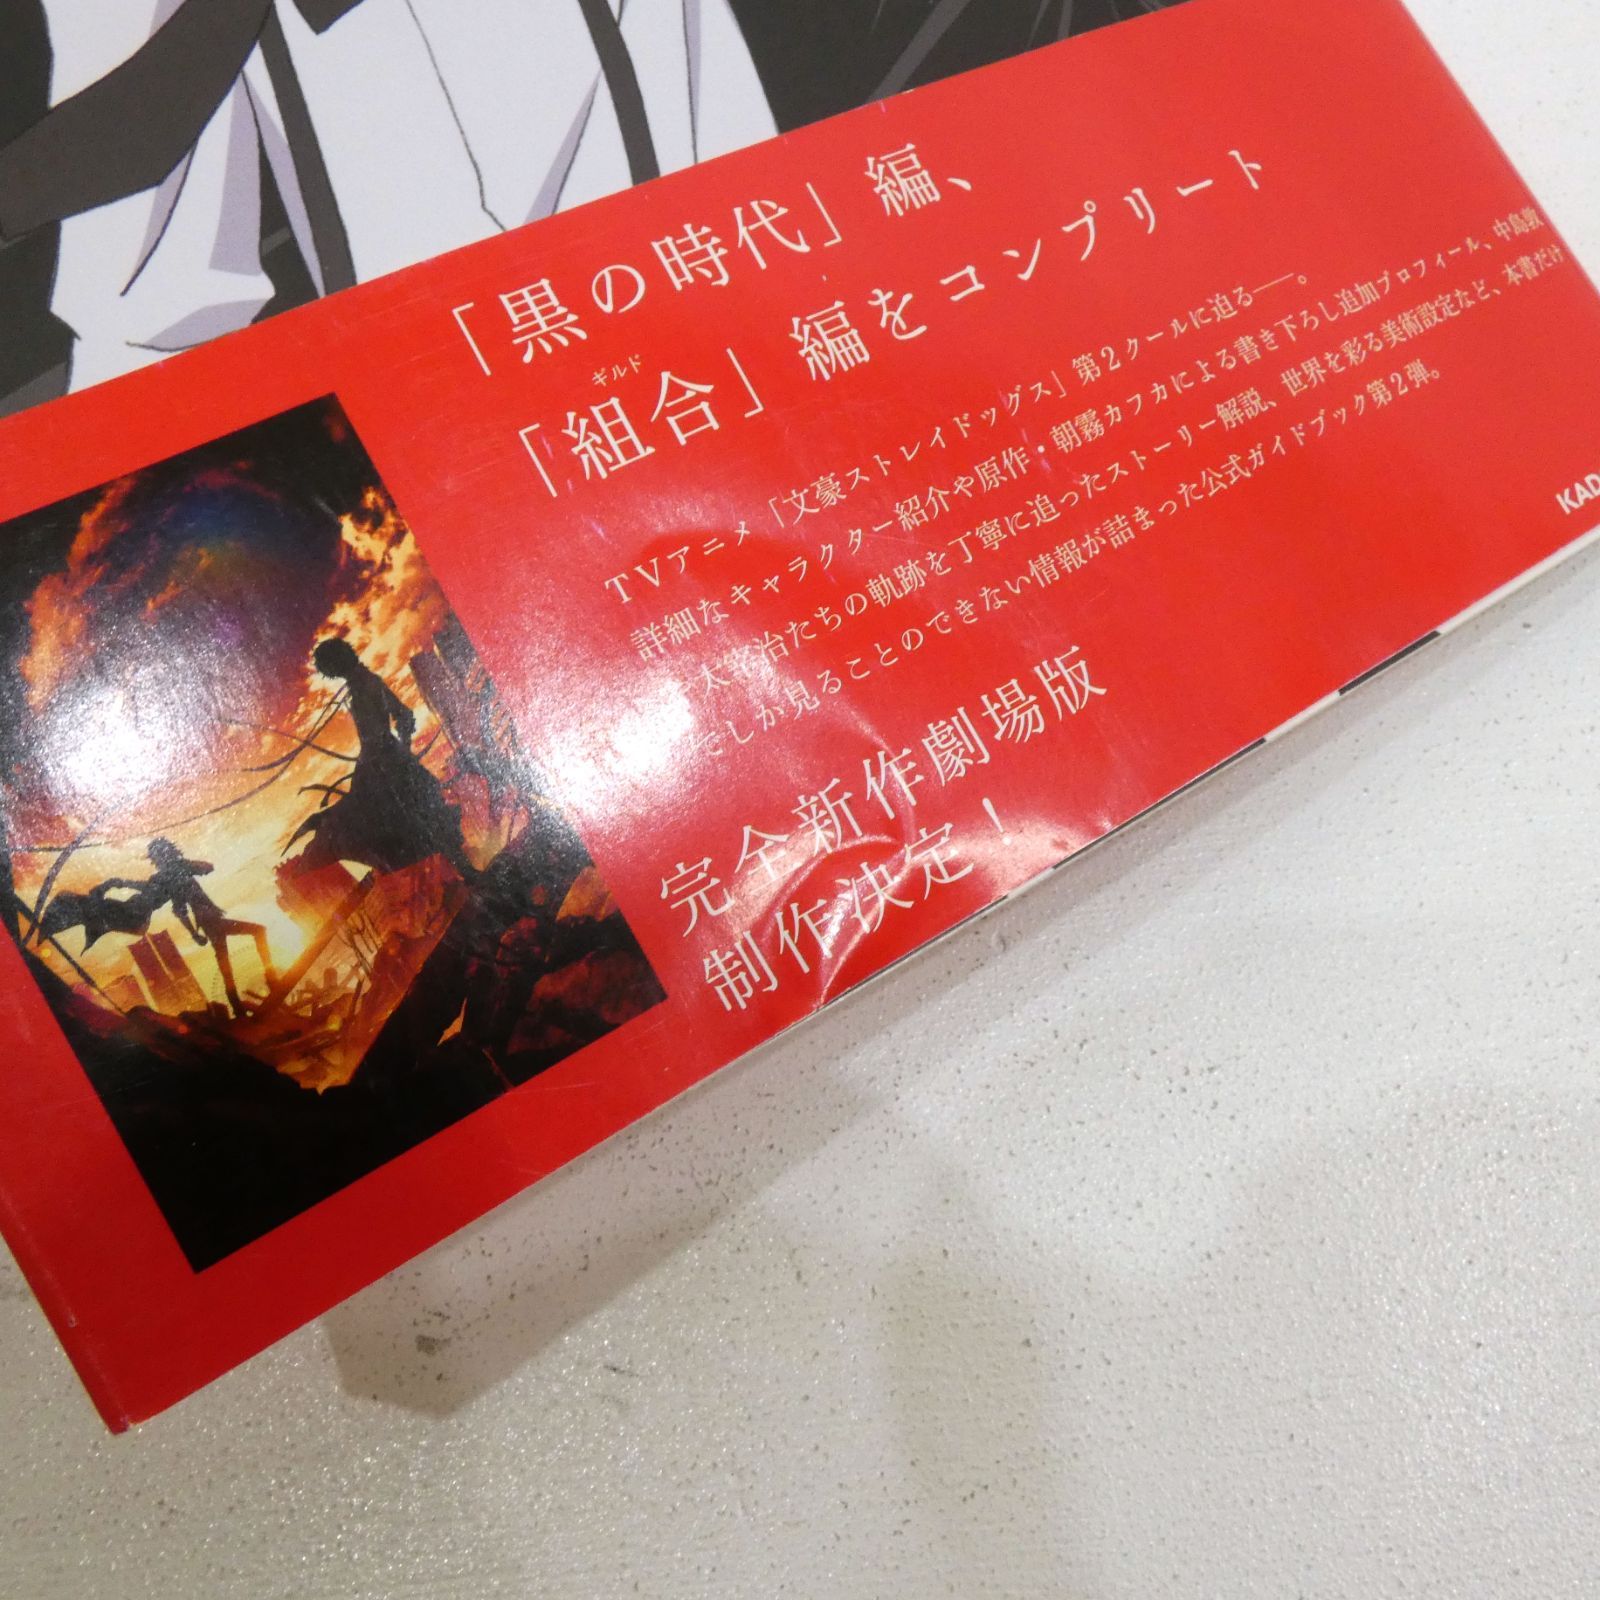 「黒の時代」編、
「組合」編をコンプリート
ギルド
TVアニメ「文豪ストレイドッグス」第2クールに迫る――。
詳細なキャラクター紹介や原作・朝霧カフカによる書き下ろし追加プロフィール、中島敦
太宰治たちの軌跡を丁寧に迫ったストーリー解説、世界を彩る美術設定など、本書だけ
でしか見ることのできない情報が詰まった公式ガイドブック第2弾。
完全新作劇場版
制作決定！
KAD